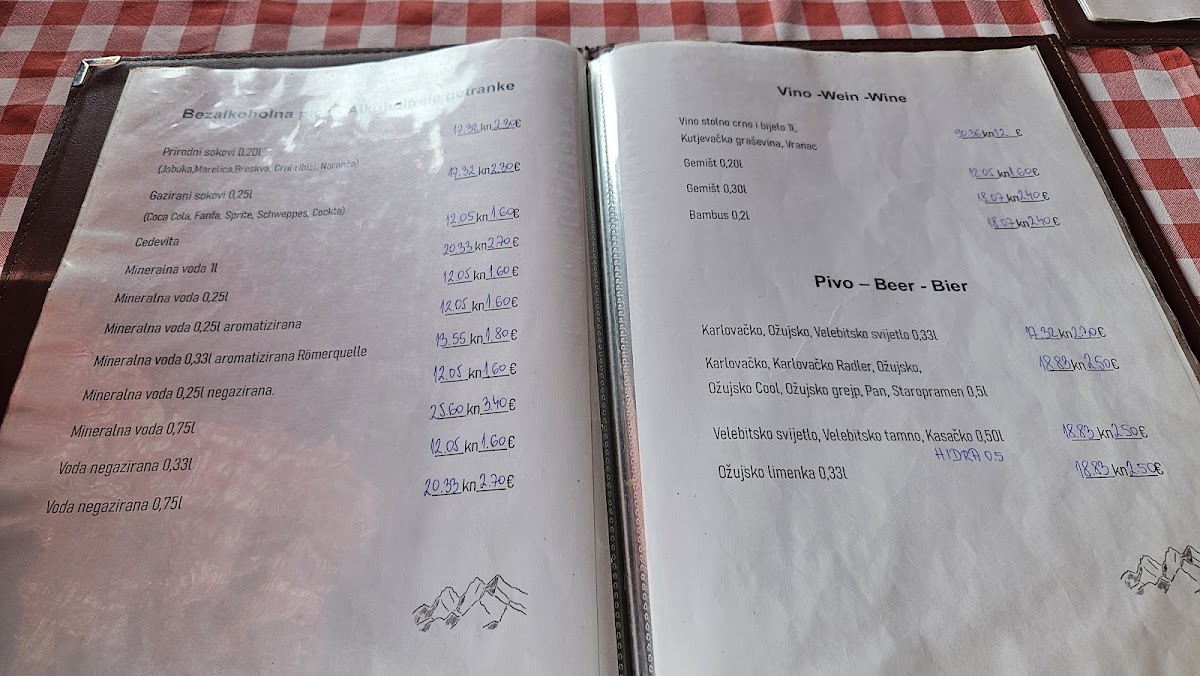 Bezalkoholna Alkoholfreie getranke
Prirodni sokovi 0,20l 17.32 kn 2.30€
(Jabuka,Marelica,Breskva, Crni ribizi, Naranča)
Gazirani sokovi 0,25l 17.32 kn 2.30€
(Coca Cola, Fanfa, Sprite, Schweppes, Cockta)
Cedevita 12.05 kn 1.60€
Mineralna voda 1l 20.33 kn 2.70€
Mineralna voda 0,25l 12.05 kn 1.60€
Mineralna voda 0,25l aromatizirana 12.05 kn 1.60€
Mineralna voda 0,33l aromatizirana Römerquelle 13.55 kn 1.80€
Mineralna voda 0,25l negazirana. 12.05 kn 1.60€
Mineralna voda 0,75l 25.60 kn 3.40€
Voda negazirana 0,33l 12.05 kn 1.60€
Voda negazirana 0,75l 20.33 kn 2.70€
Vino -Wein -Wine
Vino stolno crno i bijelo 1l, 90.36 kn 12 €
Kutjevačka graševina, Vranac
Gemišt 0,20l 12.05 kn 1.60€
Gemišt 0,30l 18.07 kn 2.40€
Bambus 0,2l 18.07 kn 2.40€
Pivo – Beer - Bier
Karlovačko, Ožujsko, Velebitsko svijetlo 0,33l 17.32 kn 2.30€
Karlovačko, Karlovačko Radler, Ožujsko, 18.83 kn 2.50€
Ožujsko Cool, Ožujsko grejp, Pan, Staropramen 0,5l
Velebitsko svijetlo, Velebitsko tamno, Kasačko 0,50l 18.83 kn 2.50€
HIDRA 0.5
Ožujsko limenka 0,33l 18.83 kn 2.50€